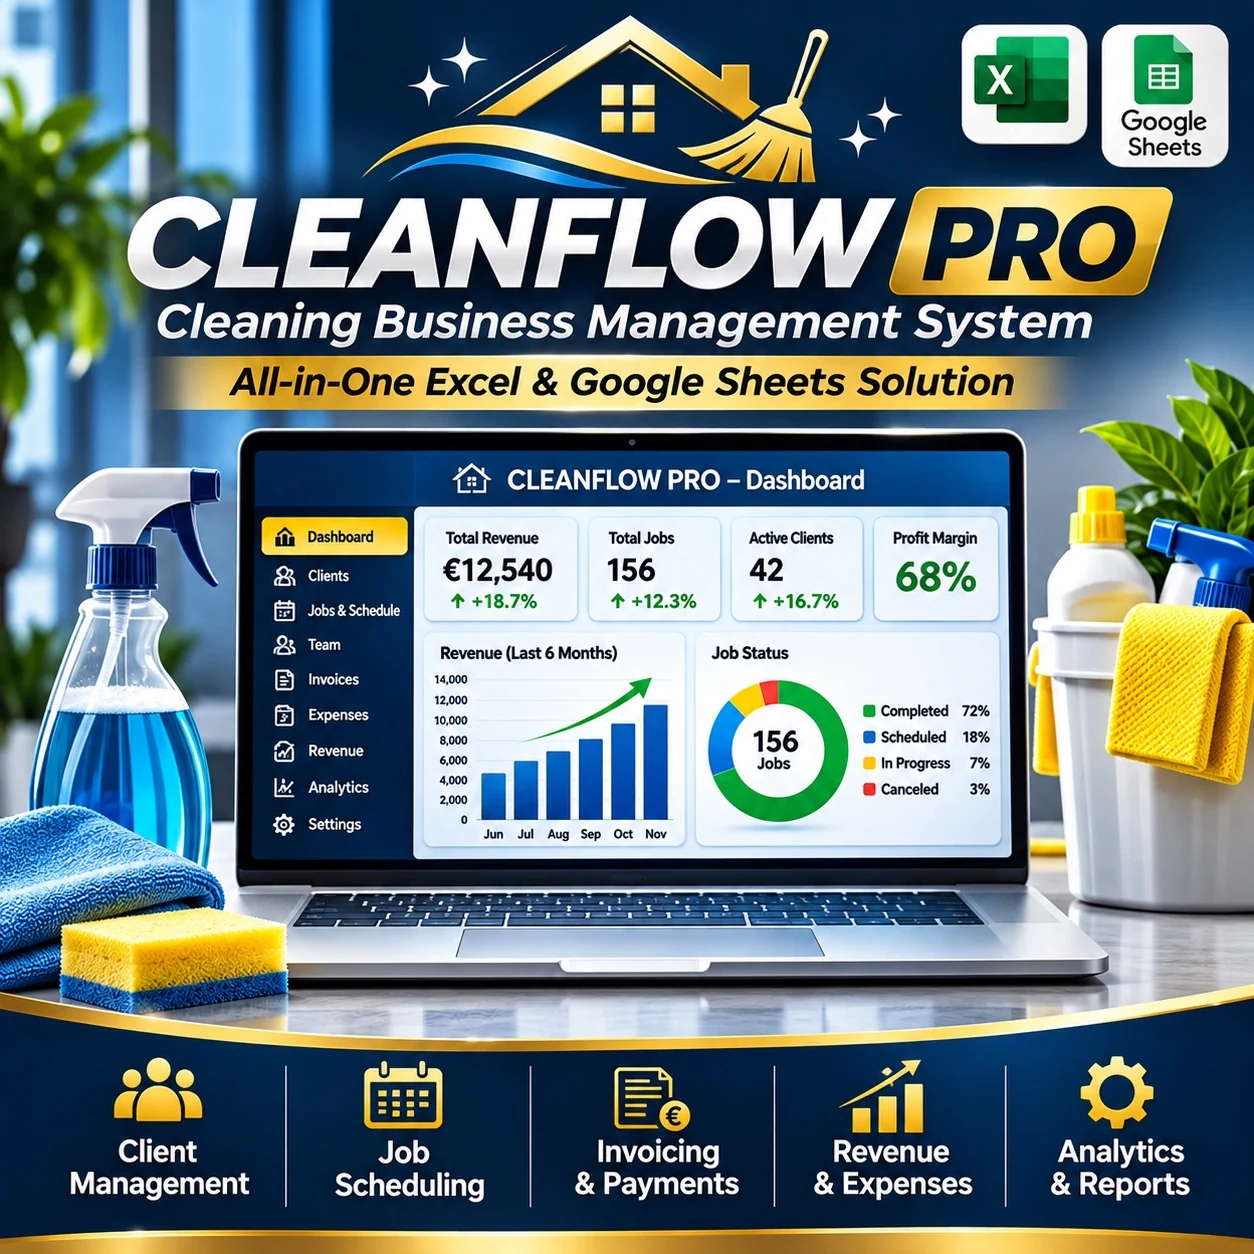 X
Google
Sheets
CLEANFLOW PRO
Cleaning Business Management System
All-in-One Excel & Google Sheets Solution
CLEANFLOW PRO – Dashboard
Dashboard
Clients
Jobs & Schedule
Team
Invoices
Expenses
Revenue
Analytics
Settings
Total Revenue
€12,540
+18.7%
Total Jobs
156
+12.3%
Active Clients
42
+16.7%
Profit Margin
68%
Revenue (Last 6 Months)
14,000
12,000
10,000
8,000
6,000
4,000
2,000
0
Jun Jul Aug Sep Oct Nov
Job Status
156
Jobs
Completed 72%
Scheduled 18%
In Progress 7%
Canceled 3%
Client
Management
Job
Scheduling
€
Invoicing
& Payments
Revenue
& Expenses
Analytics
& Reports